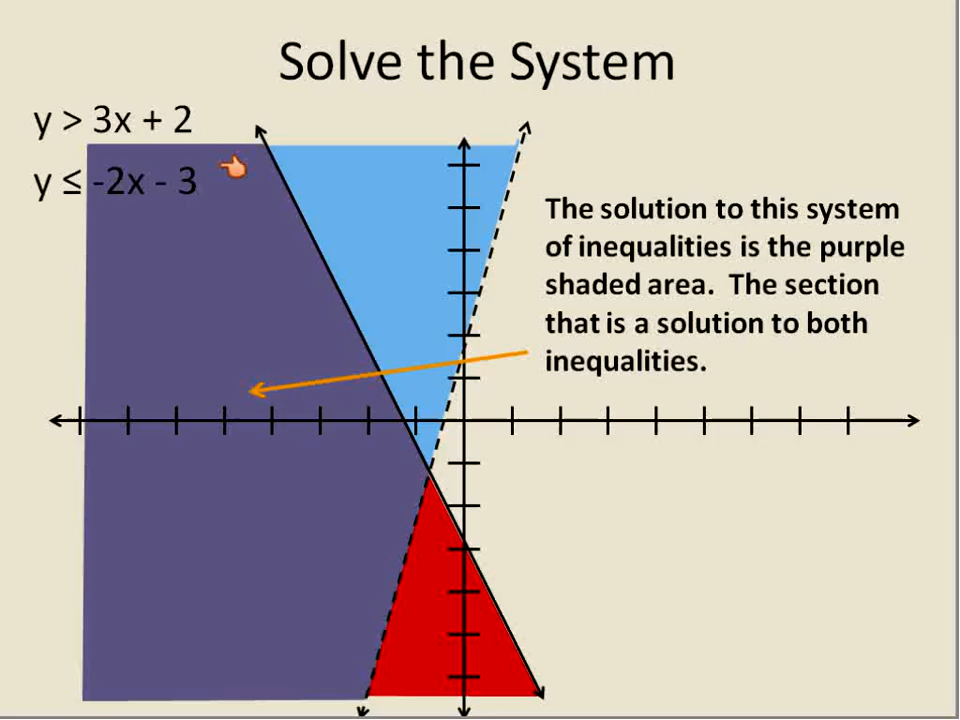 Solve the System
y > 3x + 2
y ≤ -2x - 3
The solution to this system
of inequalities is the purple
shaded area.  The section
that is a solution to both
inequalities.